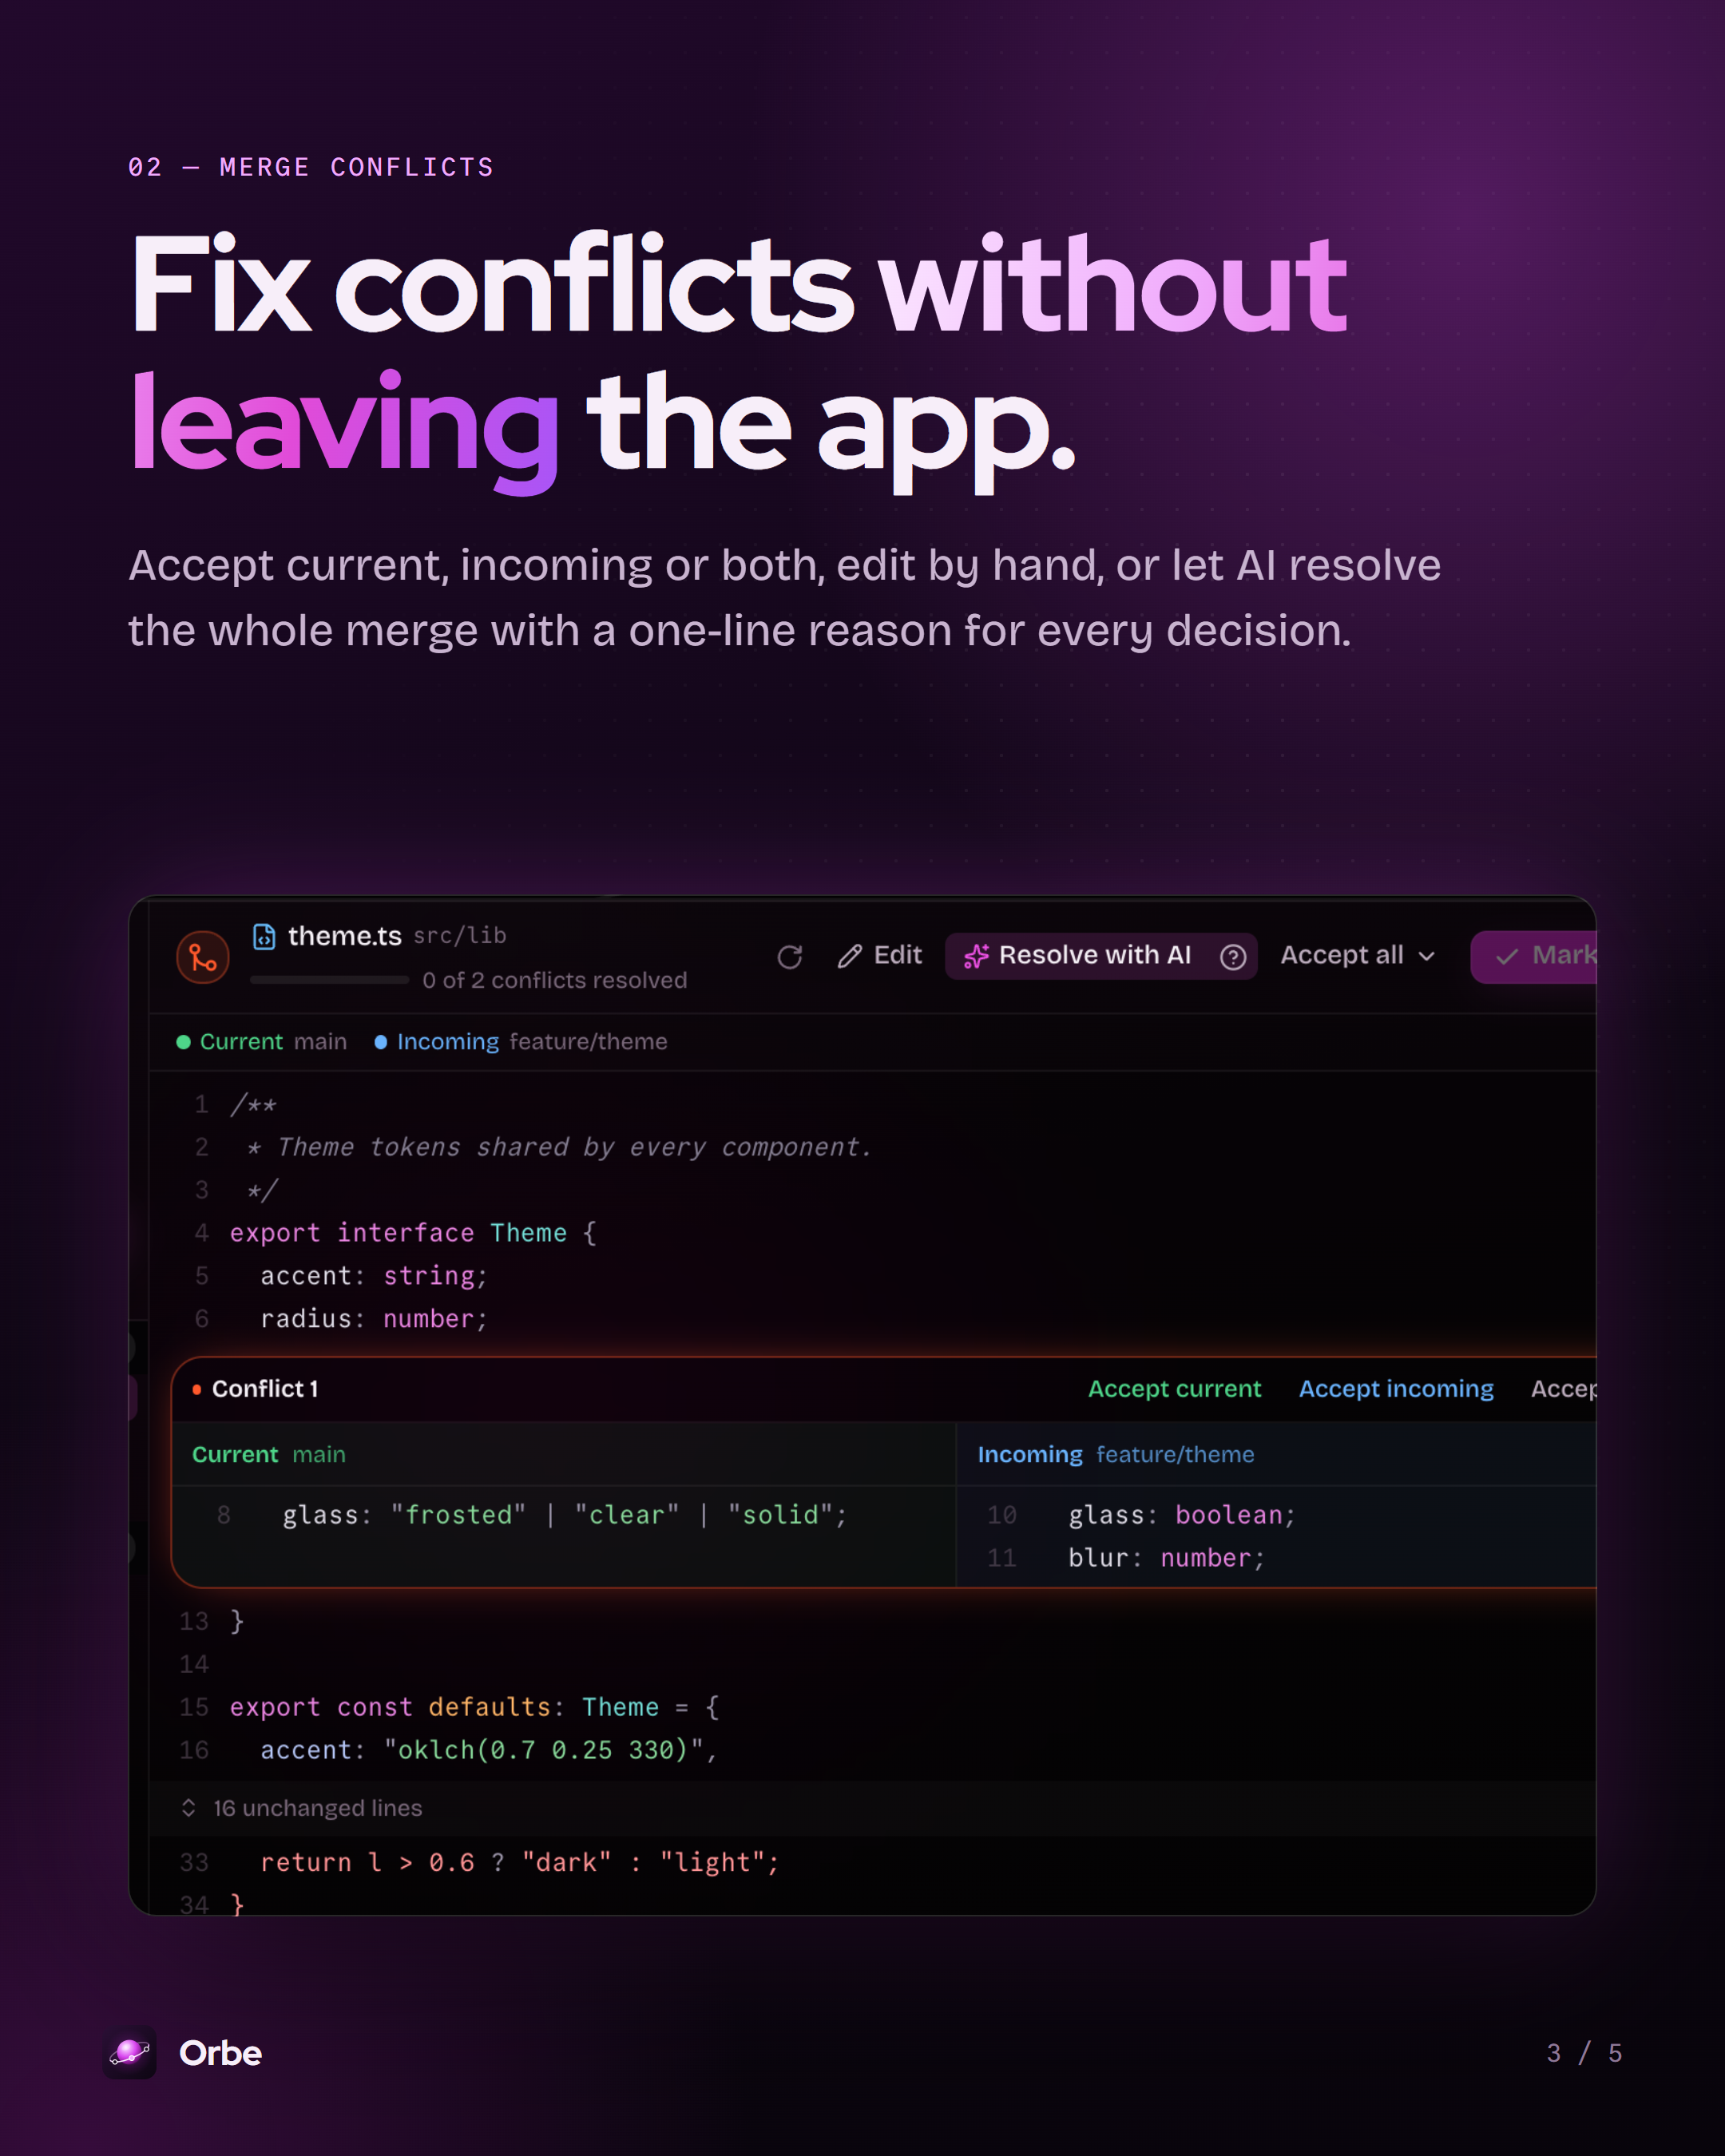 02 — MERGE CONFLICTS
Fix conflicts without
leaving the app.
Accept current, incoming or both, edit by hand, or let AI resolve
the whole merge with a one-line reason for every decision.
theme.ts src/lib
0 of 2 conflicts resolved
Edit Resolve with AI Accept all Mark
Current main Incoming feature/theme
1 /**
2 * Theme tokens shared by every component.
3 */
4 export interface Theme {
5 accent: string;
6 radius: number;
Conflict 1 Accept current Accept incoming Accep
Current main Incoming feature/theme
8 glass: "frosted" | "clear" | "solid"; 10 glass: boolean;
11 blur: number;
13 }
14
15 export const defaults: Theme = {
16 accent: "oklch(0.7 0.25 330)",
16 unchanged lines
33 return l > 0.6 ? "dark" : "light";
34 }
Orbe 3 / 5